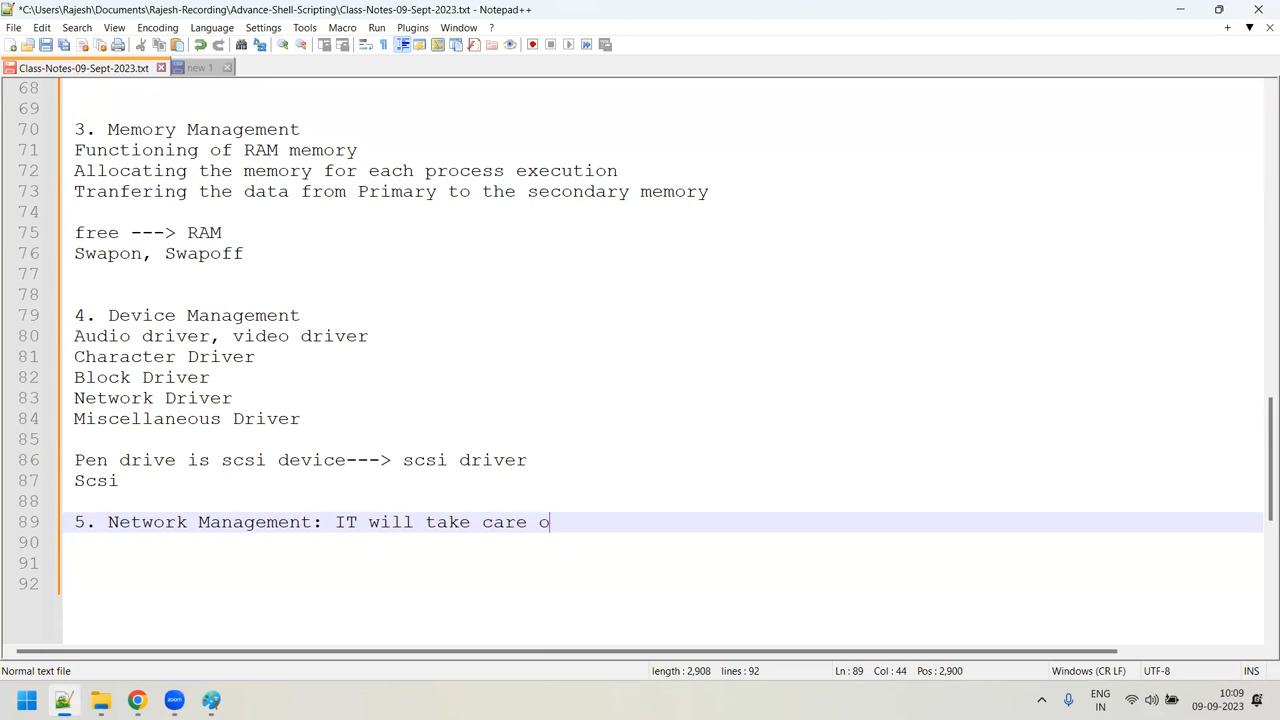 *C:\Users\Rajesh\Documents\Rajesh-Recording\Advance-Shell-Scripting\Class-Notes-09-Sept-2023.txt - Notepad++
File Edit Search View Encoding Language Settings Tools Macro Run Plugins Window ?
Class-Notes-09-Sept-2023.txt new 1
68
69
70 3. Memory Management
71 Functioning of RAM memory
72 Allocating the memory for each process execution
73 Tranfering the data from Primary to the secondary memory
74
75 free ---> RAM
76 Swapon, Swapoff
77
78
79 4. Device Management
80 Audio driver, video driver
81 Character Driver
82 Block Driver
83 Network Driver
84 Miscellaneous Driver
85
86 Pen drive is scsi device---> scsi driver
87 Scsi
88
89 5. Network Management: IT will take care o
90
91
92
Normal text file length : 2,908 lines : 92 Ln : 89 Col : 44 Pos : 2,900 Windows (CR LF) UTF-8 INS
zoom ENG IN 10:09 09-09-2023